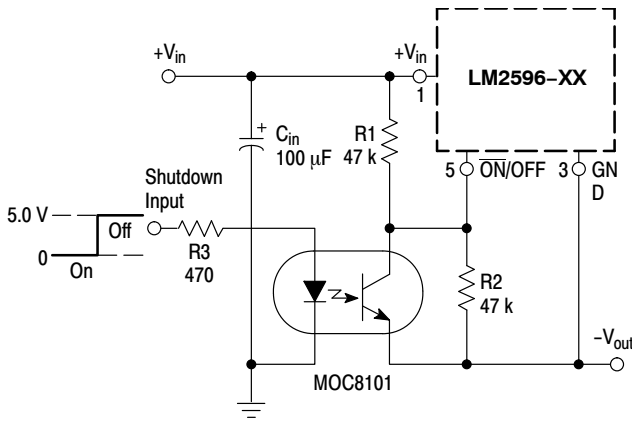 +Vin
+Vin
1
LM2596−XX
Cin
100 µF
+
R1
47 k
5
ON/OFF
3
GN
D
Shutdown
Input
5.0 V
Off
0
On
R3
470
R2
47 k
−Vout
MOC8101